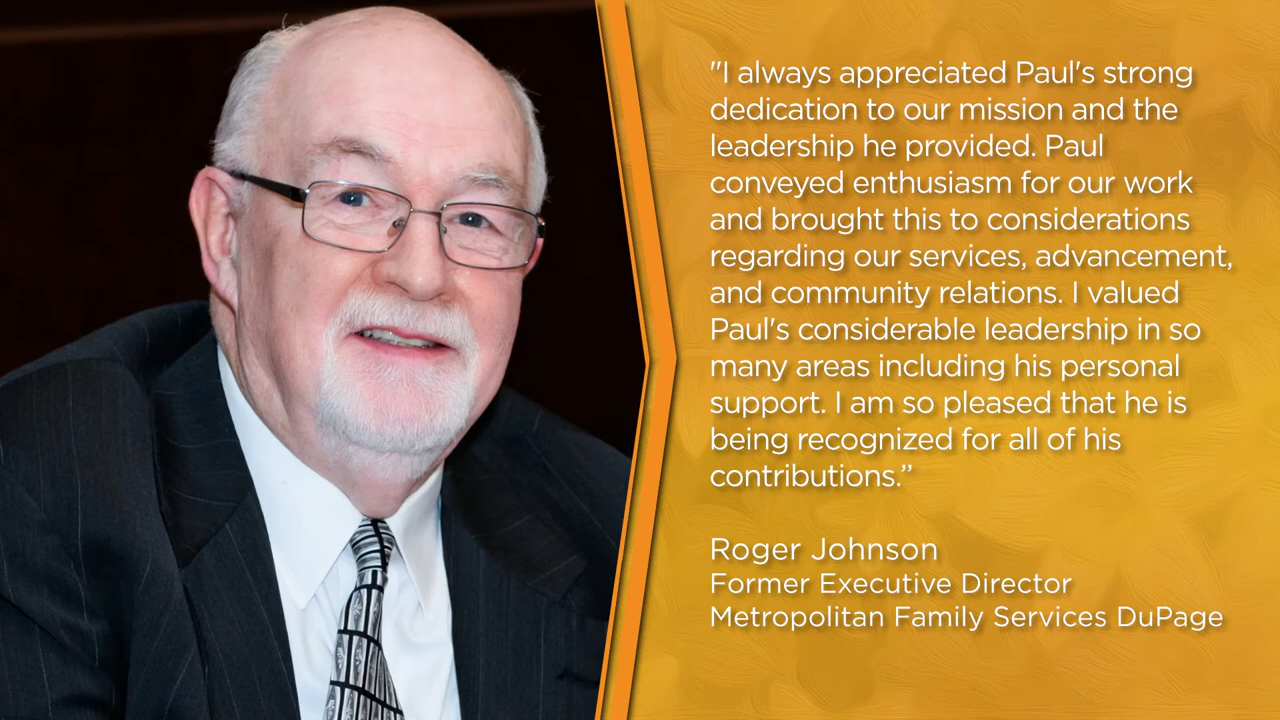 "I always appreciated Paul's strong
dedication to our mission and the
leadership he provided. Paul
conveyed enthusiasm for our work
and brought this to considerations
regarding our services, advancement,
and community relations. I valued
Paul's considerable leadership in so
many areas including his personal
support. I am so pleased that he is
being recognized for all of his
contributions.”
Roger Johnson
Former Executive Director
Metropolitan Family Services DuPage